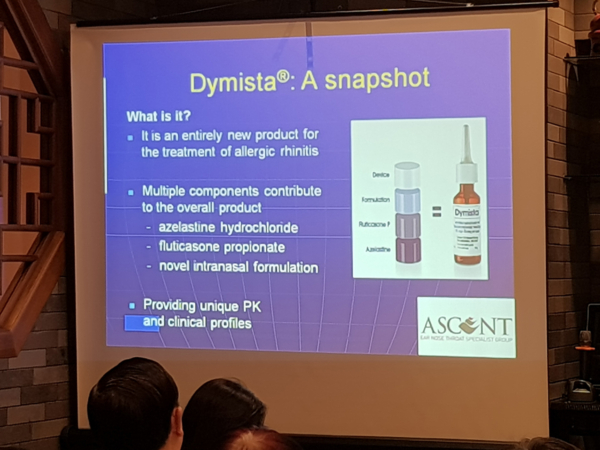 Dymista®: A snapshot
What is it?
It is an entirely new product for
the treatment of allergic rhinitis
Multiple components contribute
to the overall product
- azelastine hydrochloride
- fluticasone propionate
- novel intranasal formulation
Providing unique PK
and clinical profiles
Device
Formulation
Fluticasone P
Azelastine
=
Dymista
ASCENT
EAR NOSE THROAT SPECIALIST GROUP